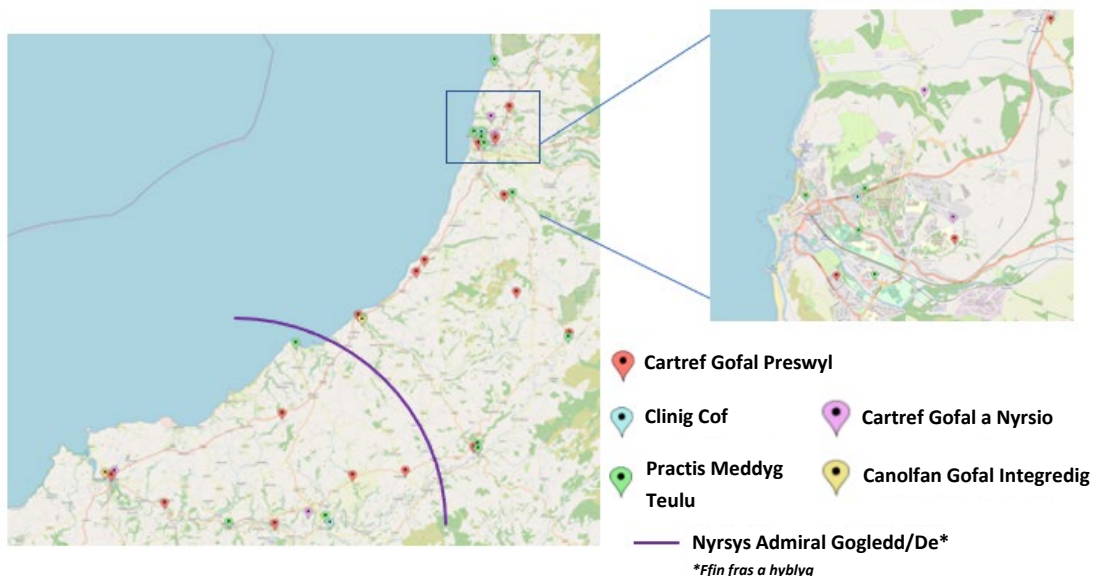 Cartref Gofal Preswyl
Clinig Cof
Cartref Gofal a Nyrsio
Practis Meddyg
Teulu
Canolfan Gofal Integredig
Nyrsys Admiral Gogledd/De*
*Ffin fras a hyblyg